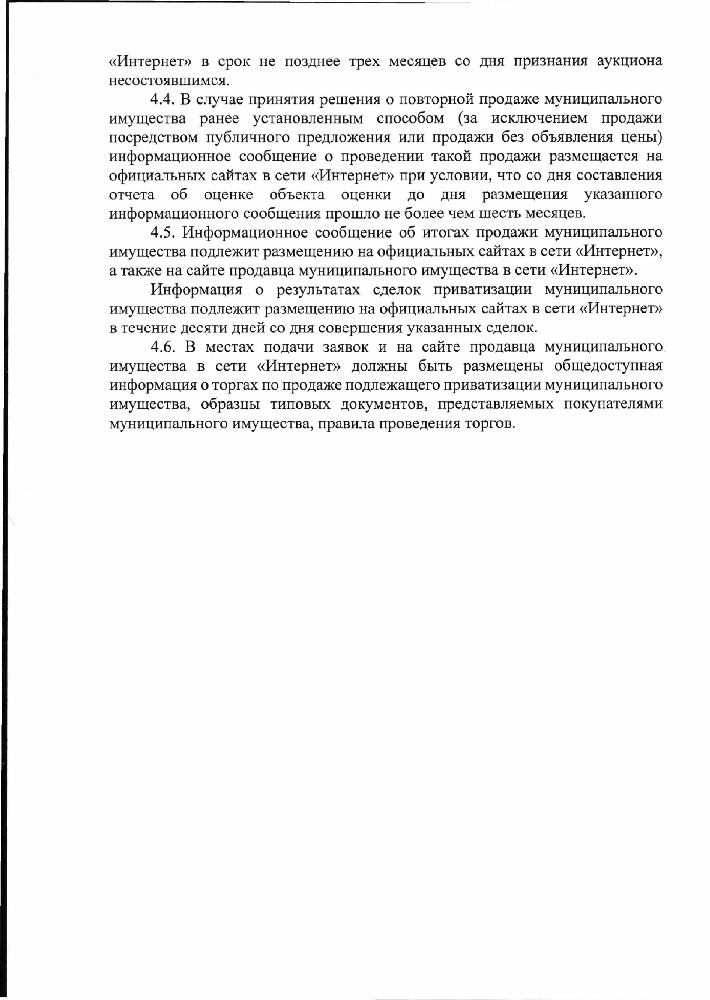 «Интернет» в срок не позднее трех месяцев со дня признания аукциона
несостоявшимся.
4.4. В случае принятия решения о повторной продаже муниципального
имущества ранее установленным способом (за исключением продажи
посредством публичного предложения или продажи без объявления цены)
информационное сообщение о проведении такой продажи размещается на
официальных сайтах в сети «Интернет» при условии, что со дня составления
отчета об оценке объекта оценки до дня размещения указанного
информационного сообщения прошло не более чем шесть месяцев.
4.5. Информационное сообщение об итогах продажи муниципального
имущества подлежит размещению на официальных сайтах в сети «Интернет»,
а также на сайте продавца муниципального имущества в сети «Интернет».
Информация о результатах сделок приватизации муниципального
имущества подлежит размещению на официальных сайтах в сети «Интернет»
в течение десяти дней со дня совершения указанных сделок.
4.6. В местах подачи заявок и на сайте продавца муниципального
имущества в сети «Интернет» должны быть размещены общедоступная
информация о торгах по продаже подлежащего приватизации муниципального
имущества, образцы типовых документов, представляемых покупателями
муниципального имущества, правила проведения торгов.